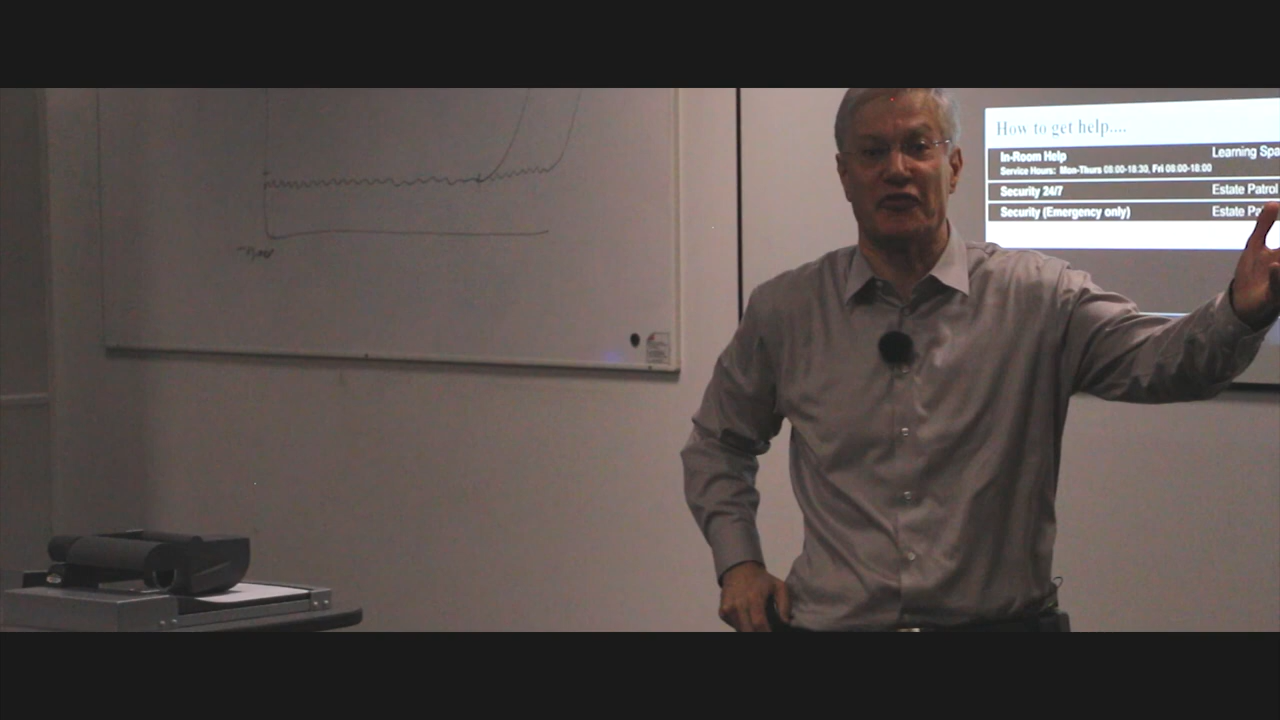 How to get help....
In-Room Help
Learning Spa
Service Hours: Mon-Thurs 08:00-18:30, Fri 08:00-18:00
Security 24/7
Estate Patrol
Security (Emergency only)
Estate Pa